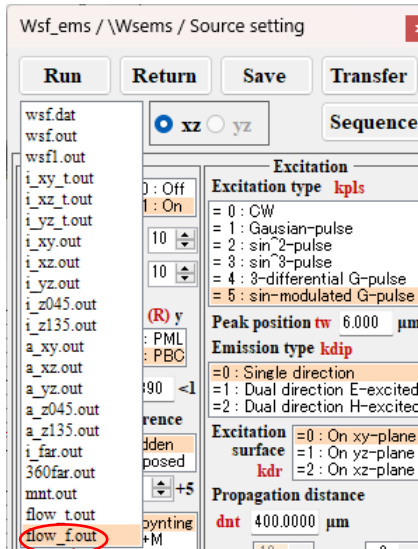 Wsf_ems / \Wsems / Source setting
Run Return Save Transfer
wsf.dat
wsf.out
wsf1.out
i_xy_t.out
i_xz_t.out
i_yz_t.out
i_xy.out
i_xz.out
i_yz.out
i_z045.out
i_z135.out
a_xy.out
a_xz.out
a_yz.out
a_z045.out
a_z135.out
i_far.out
360far.out
mnt.out
flow_t.out
flow_f.out
xz yz
Sequence
0 : Off
1 : On
10
10
(R) y
: PML
: PBC
<1
+5
+M
Excitation
Excitation type kpls
= 0 : CW
= 1 : Gausian-pulse
= 2 : sin^2-pulse
= 3 : sin^3-pulse
= 4 : 3-differential G-pulse
= 5 : sin-modulated G-pulse
Peak position tw 6.000 μm
Emission type kdip
=0 : Single direction
=1 : Dual direction E-excited
=2 : Dual direction H-excited
Excitation surface kdr
=0 : On xy-plane
=1 : On yz-plane
=2 : On xz-plane
Propagation distance
dnt 400.0000 μm